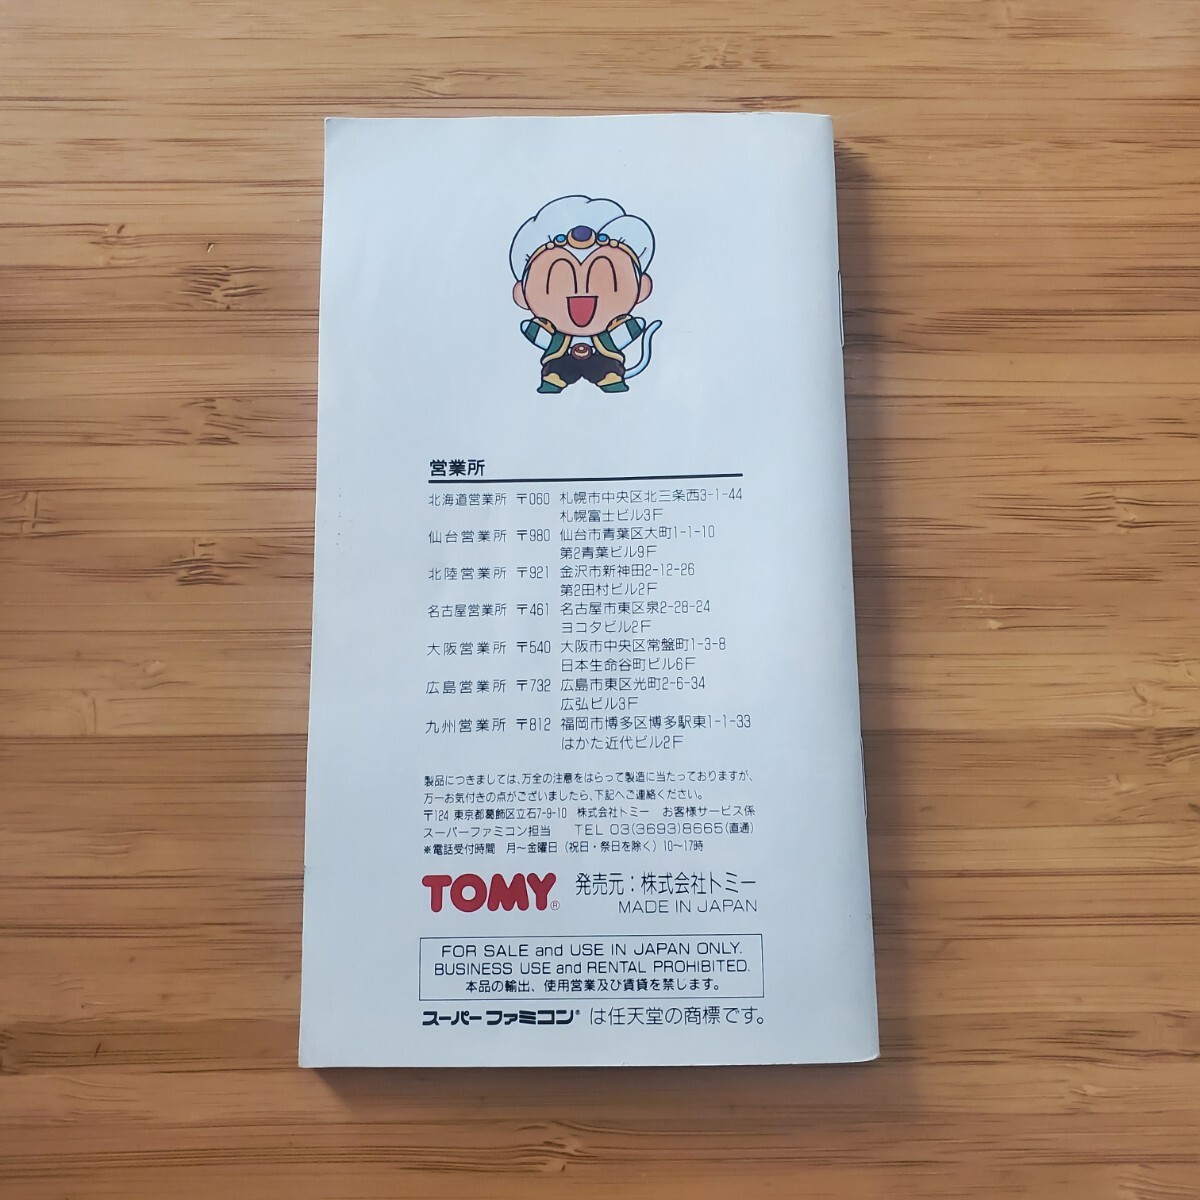 営業所
北海道営業所 〒060 札幌市中央区北三条西3-1-44
札幌富士ビル3F
仙台営業所 〒980 仙台市青葉区大町1-1-10
第2青葉ビル9F
北陸営業所 〒921 金沢市新神田2-12-26
第2田村ビル2F
名古屋営業所 〒461 名古屋市東区泉2-28-24
ヨコタビル2F
大阪営業所 〒540 大阪市中央区常盤町1-3-8
日本生命谷町ビル6F
広島営業所 〒732 広島市東区光町2-6-34
広弘ビル3F
九州営業所 〒812 福岡市博多区博多駅東1-1-33
はかた近代ビル2F
製品につきましては、万全の注意をはらって製造に当たっておりますが、
万一お気付きの点がございましたら、下記へご連絡ください。
〒124 東京都葛飾区立石7-9-10 株式会社トミー お客様サービス係
スーパーファミコン担当 TEL 03(3693)8665(直通)
※電話受付時間 月〜金曜日(祝日・祭日を除く)10〜17時
TOMY® 発売元:株式会社トミー
MADE IN JAPAN
FOR SALE and USE IN JAPAN ONLY.
BUSINESS USE and RENTAL PROHIBITED.
本品の輸出、使用営業及び賃貸を禁じます。
スーパーファミコン® は任天堂の商標です。